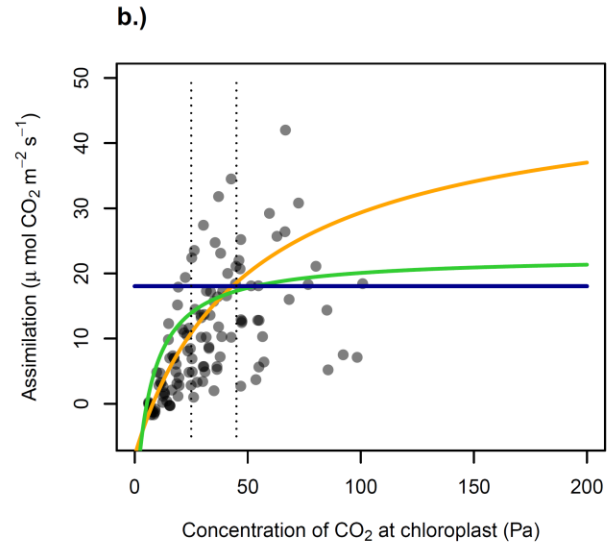 b.)
Assimilation (μ mol CO₂ m⁻² s⁻¹)
50
40
30
20
10
0
0 50 100 150 200
Concentration of CO₂ at chloroplast (Pa)